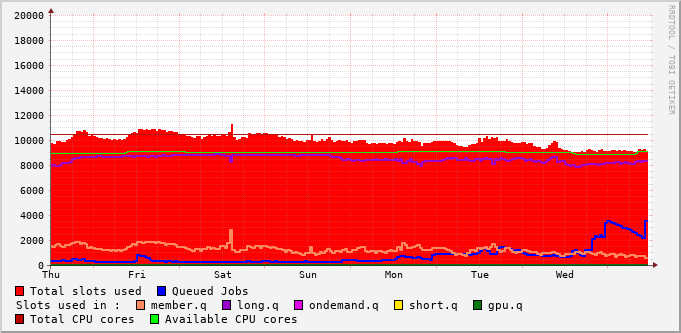 20000
18000
16000
14000
12000
10000
8000
6000
4000
2000
0
Thu Fri Sat Sun Mon Tue Wed
RRDTOOL / TOBI OETIKER
Total slots used Queued Jobs
Slots used in : member.q long.q ondemand.q short.q gpu.q
Total CPU cores Available CPU cores